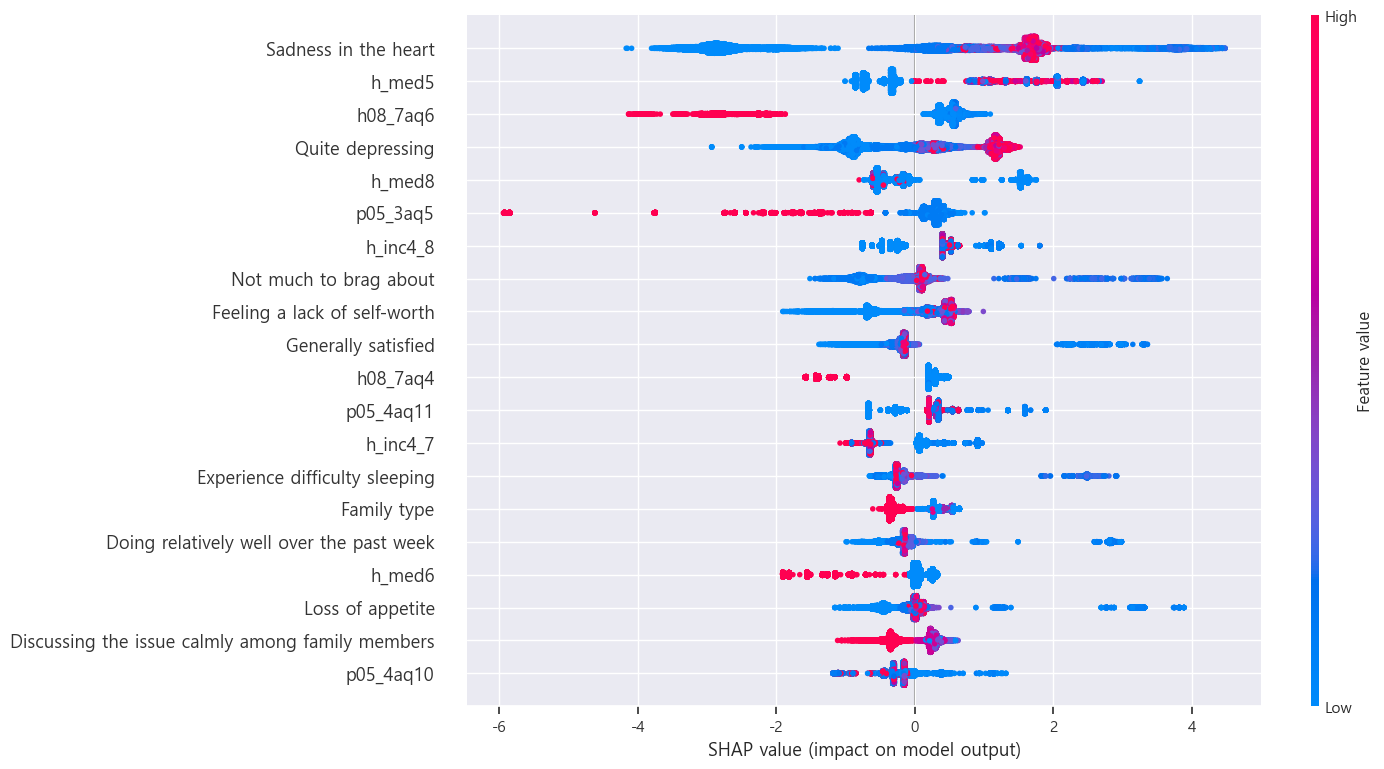 High
Sadness in the heart
h_med5
h08_7aq6
Quite depressing
h_med8
p05_3aq5
h_inc4_8
Not much to brag about
Feeling a lack of self-worth
Generally satisfied
h08_7aq4
p05_4aq11
h_inc4_7
Experience difficulty sleeping
Family type
Doing relatively well over the past week
h_med6
Loss of appetite
Discussing the issue calmly among family members
p05_4aq10
Feature value
Low
-6 -4 -2 0 2 4
SHAP value (impact on model output)